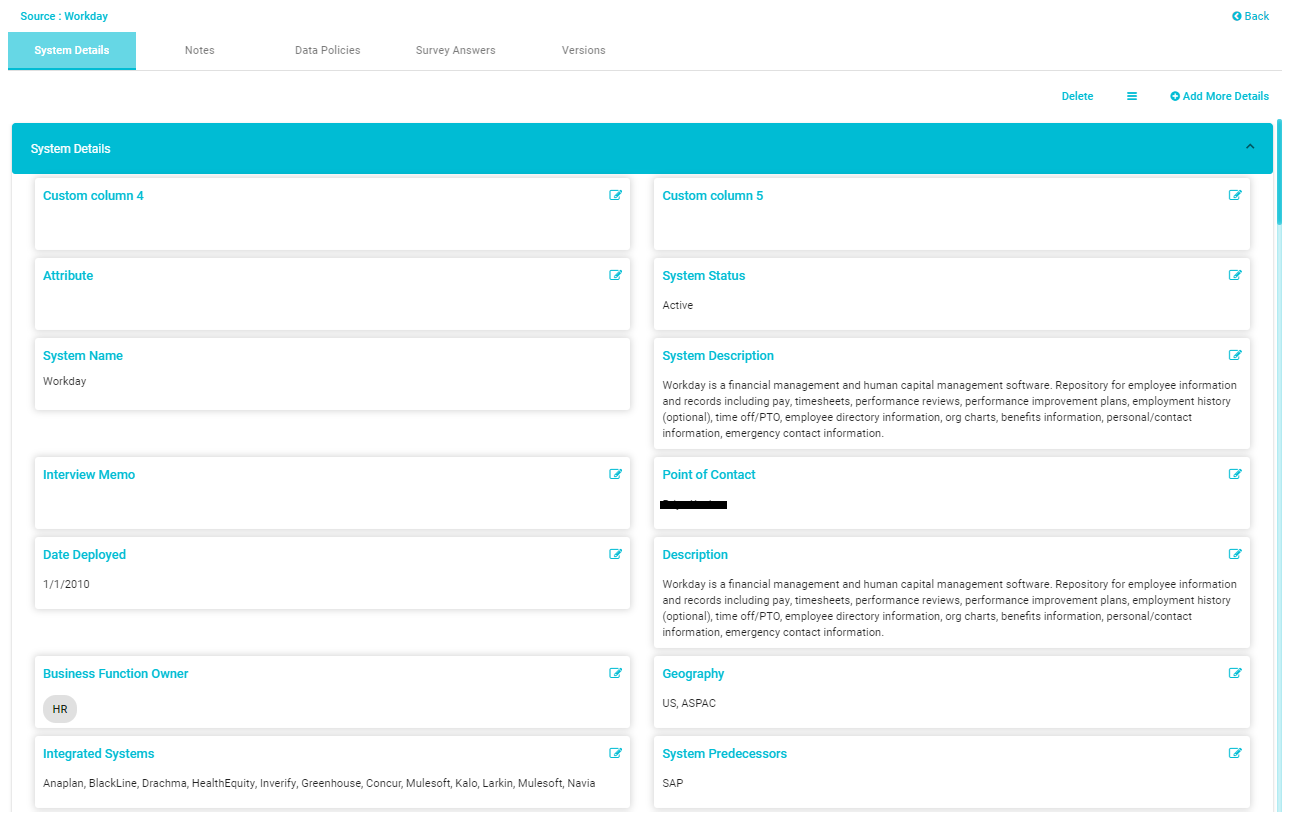 Source : Workday
Back
System Details
Notes
Data Policies
Survey Answers
Versions
Delete
Add More Details
System Details
Custom column 4
Custom column 5
Attribute
System Status
Active
System Name
Workday
System Description
Workday is a financial management and human capital management software. Repository for employee information
and records including pay, timesheets, performance reviews, performance improvement plans, employment history
(optional), time off/PTO, employee directory information, org charts, benefits information, personal/contact
information, emergency contact information.
Interview Memo
Point of Contact
Date Deployed
1/1/2010
Description
Workday is a financial management and human capital management software. Repository for employee information
and records including pay, timesheets, performance reviews, performance improvement plans, employment history
(optional), time off/PTO, employee directory information, org charts, benefits information, personal/contact
information, emergency contact information.
Business Function Owner
HR
Geography
US, ASPAC
Integrated Systems
Anaplan, BlackLine, Drachma, HealthEquity, Inverify, Greenhouse, Concur, Mulesoft, Kalo, Larkin, Mulesoft, Navia
System Predecessors
SAP